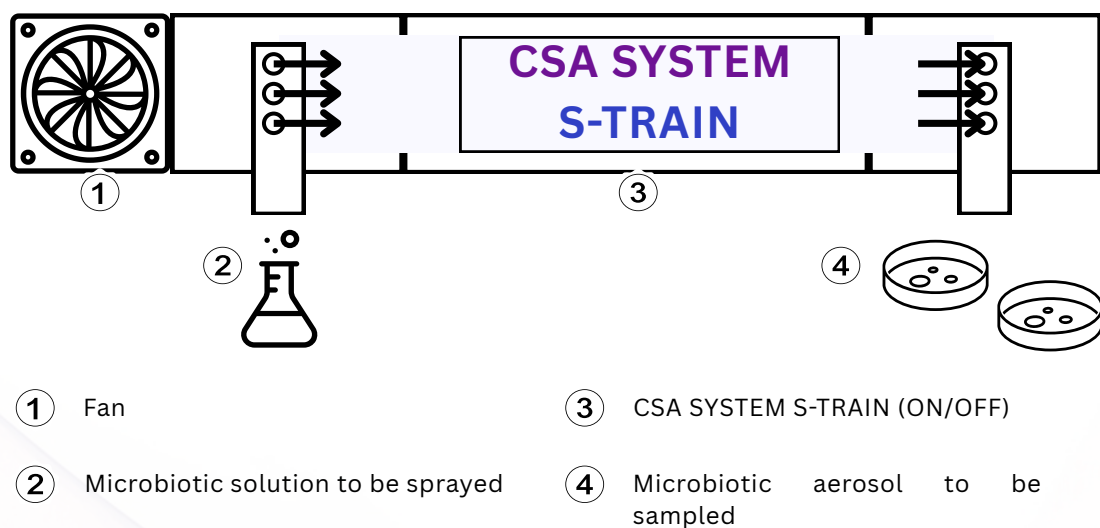 CSA SYSTEM
S-TRAIN
1
3
2
4
1 Fan
3 CSA SYSTEM S-TRAIN (ON/OFF)
2 Microbiotic solution to be sprayed
4 Microbiotic aerosol to be
sampled